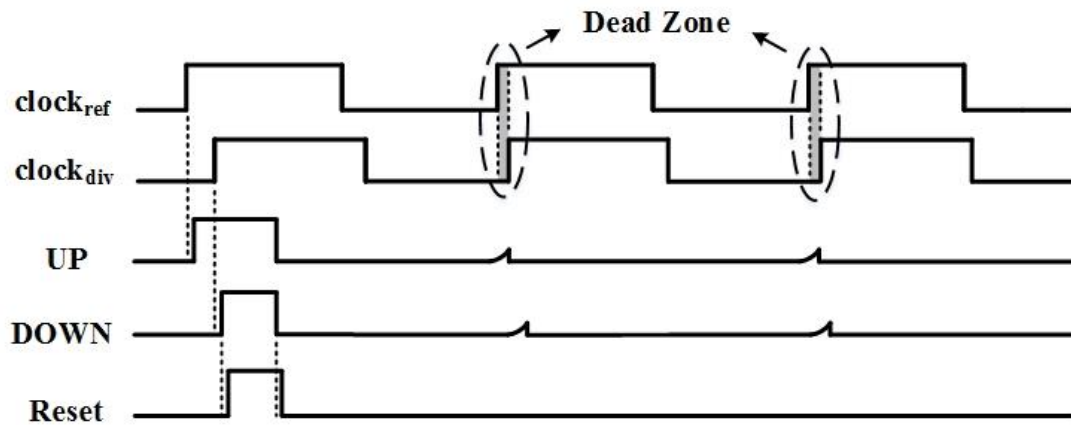 Dead Zone
clockref
clockdiv
UP
DOWN
Reset